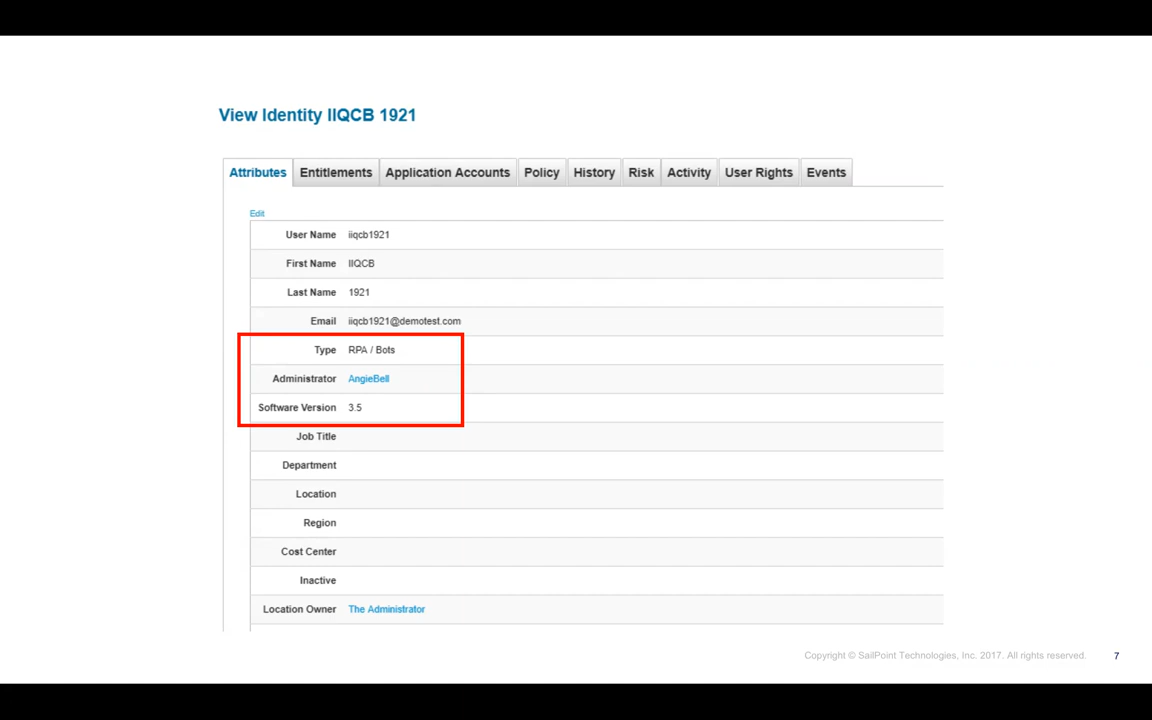 View Identity IIQCB 1921
Attributes Entitlements Application Accounts Policy History Risk Activity User Rights Events
Edit
User Name iiqcb1921
First Name IIQCB
Last Name 1921
Email iiqcb1921@demotest.com
Type RPA / Bots
Administrator AngieBell
Software Version 3.5
Job Title
Department
Location
Region
Cost Center
Inactive
Location Owner The Administrator
Copyright © SailPoint Technologies, Inc. 2017. All rights reserved. 7